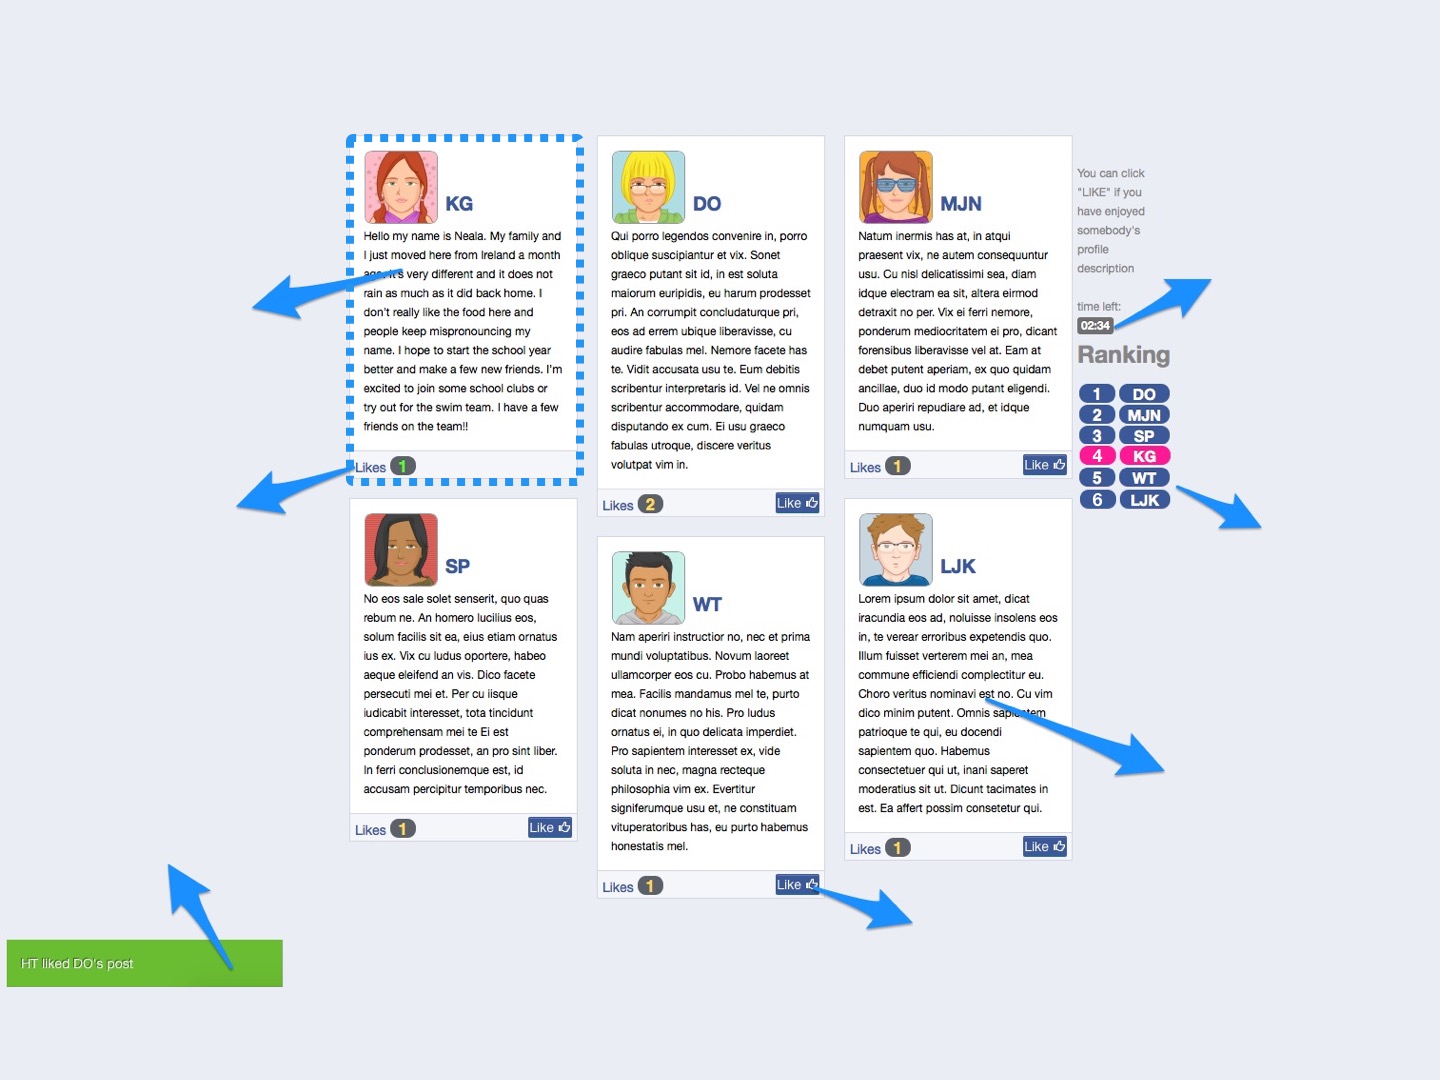 KG
Hello my name is Neala. My family and
I just moved here from Ireland a month
ago. It's very different and it does not
rain as much as it did back home. I
don't really like the food here and
people keep mispronouncing my
name. I hope to start the school year
better and make a few new friends. I'm
excited to join some school clubs or
try out for the swim team. I have a few
friends on the team!!
Likes 1
DO
Qui porro legendos convenire in, porro
oblique suscipiantur et vix. Sonet
graeco putant sit id, in est soluta
maiorum euripidis, eu harum prodesset
pri. An corrumpit concludaturque pri,
eos ad errem ubique liberavisse, cu
audire fabulas mel. Nemore facete has
te. Vidit accusata usu te. Eum debitis
scribentur interpretaris id. Vel ne omnis
scribentur accommodare, quidam
disputando ex cum. Ei usu graeco
fabulas utroque, discere veritus
volutpat vim in.
Likes 2 Like
MJN
Natum inermis has at, in atqui
praesent vix, ne autem consequuntur
usu. Cu nisl delicatissimi sea, diam
idque electram ea sit, altera eirmod
detraxit no per. Vix ei ferri nemore,
ponderum mediocritatem ei pro, dicant
forensibus liberavisse vel at. Eam at
debet putent aperiam, ex quo quidam
ancillae, duo id modo putant eligendi.
Duo aperiri repudiare ad, et idque
numquam usu.
Likes 1 Like
You can click
"LIKE" if you
have enjoyed
somebody's
profile
description
time left:
02:34
Ranking
1 DO
2 MJN
3 SP
4 KG
5 WT
6 LJK
SP
No eos sale solet senserit, quo quas
rebum ne. An homero lucilius eos,
solum facilis sit ea, eius etiam ornatus
ius ex. Vix cu ludus oportere, habeo
aeque eleifend an vis. Dico facete
persecuti mei et. Per cu iisque
iudicabit interesset, tota tincidunt
comprehensam mei te Ei est
ponderum prodesset, an pro sint liber.
In ferri conclusionemque est, id
accusam percipitur temporibus nec.
Likes 1 Like
WT
Nam aperiri instructior no, nec et prima
mundi voluptatibus. Novum laoreet
ullamcorper eos cu. Probo habemus at
mea. Facilis mandamus mel te, purto
dicat nonumes no his. Pro ludus
ornatus ei, in quo delicata imperdiet.
Pro sapientem interesset ex, vide
soluta in nec, magna recteque
philosophia vim ex. Evertitur
signiferumque usu et, ne constituam
vituperatoribus has, eu purto habemus
honestatis mel.
Likes 1 Like
LJK
Lorem ipsum dolor sit amet, dicat
iracundia eos ad, noluisse insolens eos
in, te verear erroribus expetendis quo.
Illum fuisset verterem mei an, mea
commune efficiendi complectitur eu.
Choro veritus nominavi est no. Cu vim
dico minim putent. Omnis sapientem
patrioque te qui, eu docendi
sapientem quo. Habemus
consectetuer qui ut, inani saperet
moderatius sit ut. Dicunt tacimates in
est. Ea affert possim consetetur qui.
Likes 1 Like
HT liked DO's post